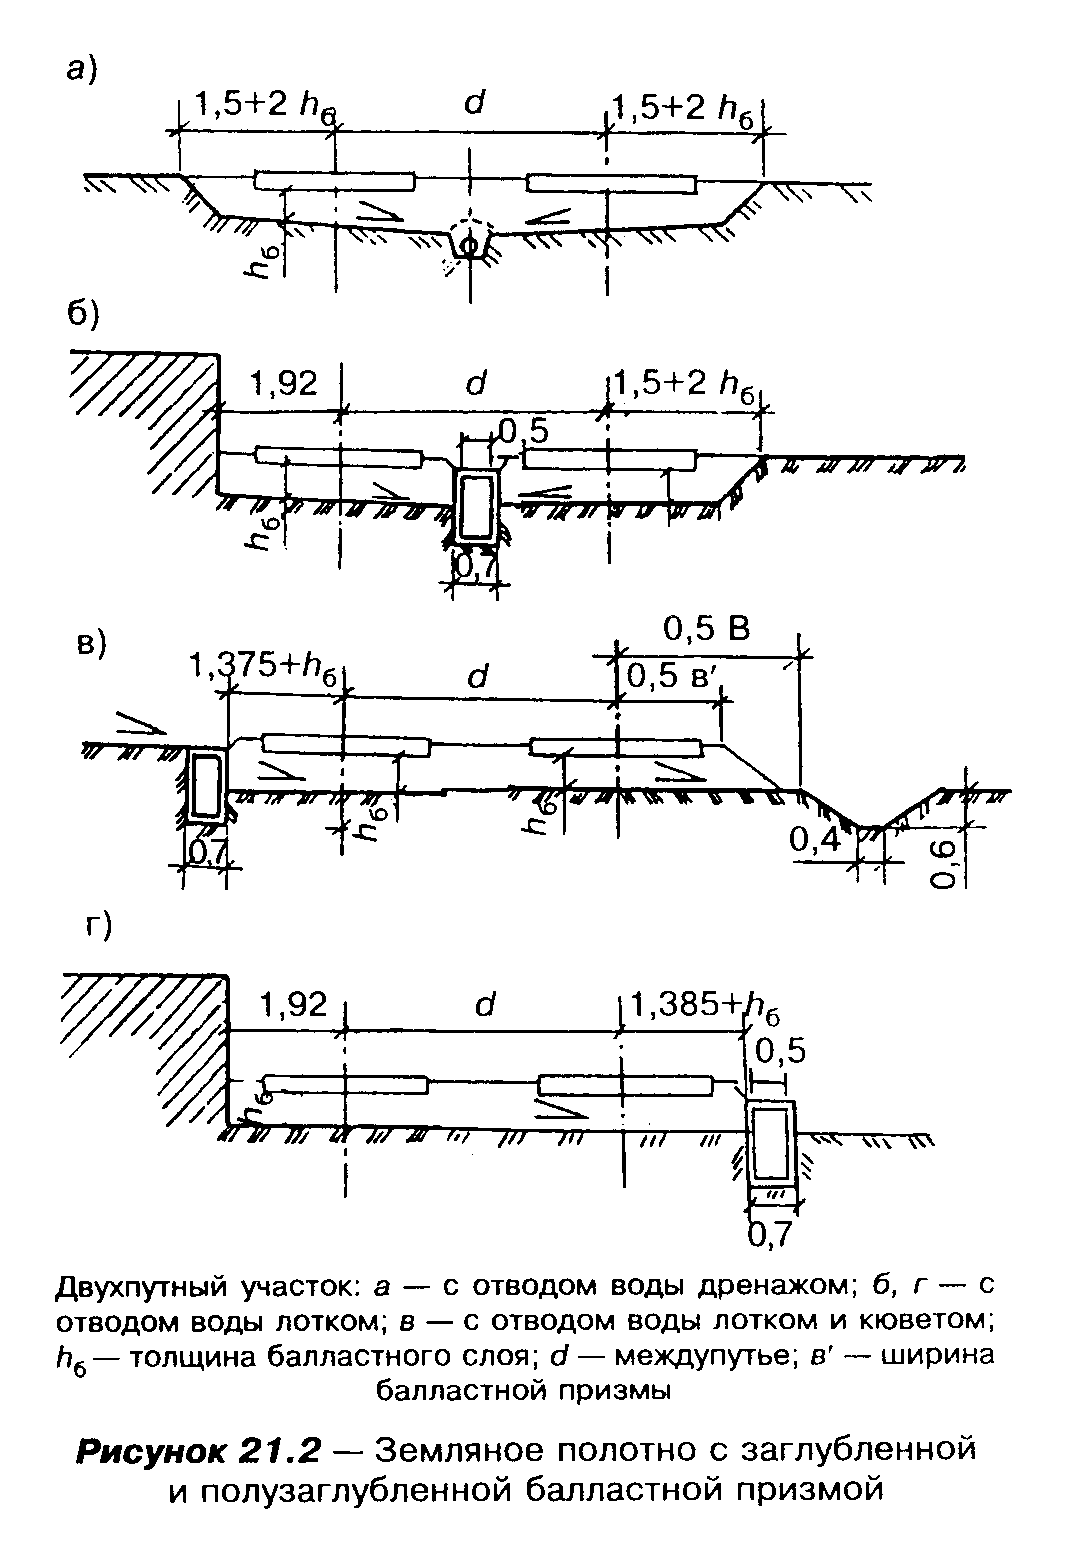 а)
1,5+2 hб d 1,5+2 hб
hб
б)
1,92 d 1,5+2 hб
0,5
hб
0,7
в)
0,5 В
1,375+hб d 0,5 в'
hб hб
0,7 0,4 0,6
г)
1,92 d 1,385+hб
0,5
hб
0,7
Двухпутный участок: а — с отводом воды дренажом; б, г — с
отводом воды лотком; в — с отводом воды лотком и кюветом;
hб — толщина балластного слоя; d — междупутье; в' — ширина
балластной призмы
Рисунок 21.2 — Земляное полотно с заглубленной
и полузаглубленной балластной призмой